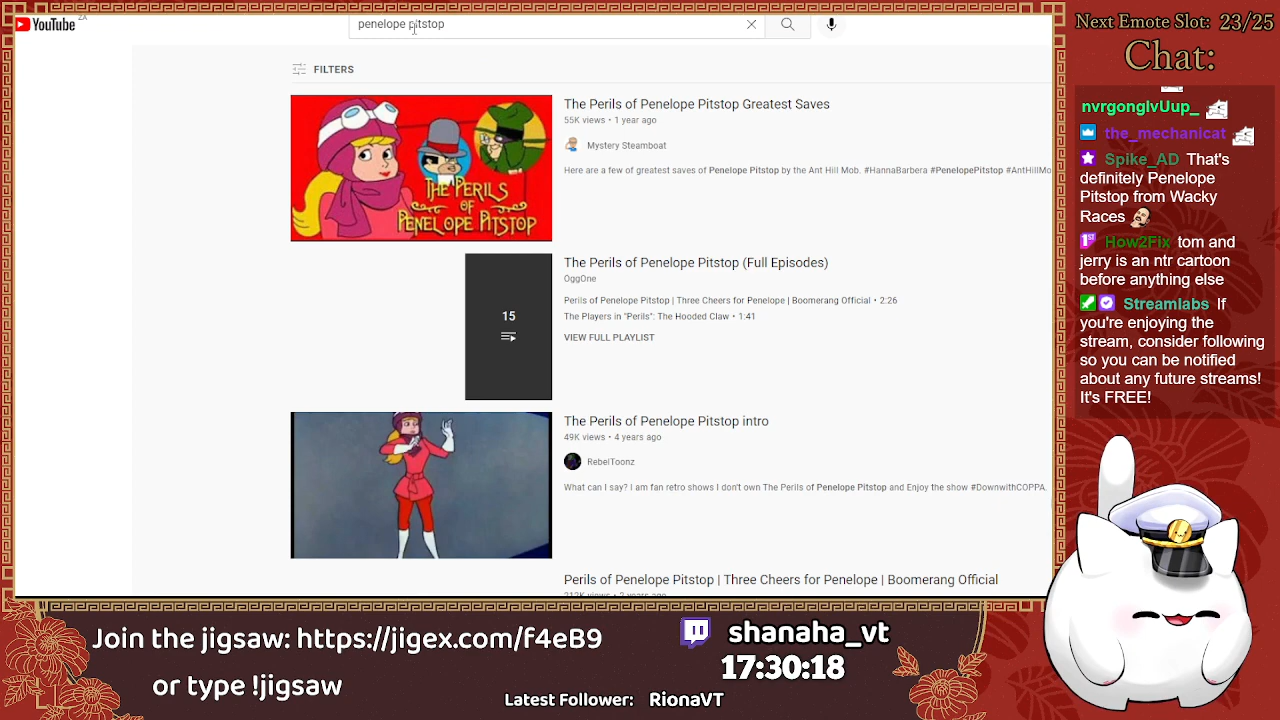 YouTube ZA
penelope pitstop
FILTERS
THE PERILS
OF
PENELOPE PITSTOP
The Perils of Penelope Pitstop Greatest Saves
55K views • 1 year ago
Mystery Steamboat
Here are a few of greatest saves of Penelope Pitstop by the Ant Hill Mob. #HannaBarbera #PenelopePitstop #AntHillMo
15
The Perils of Penelope Pitstop (Full Episodes)
OggOne
Perils of Penelope Pitstop | Three Cheers for Penelope | Boomerang Official • 2:26
The Players in "Perils": The Hooded Claw • 1:41
VIEW FULL PLAYLIST
The Perils of Penelope Pitstop intro
49K views • 4 years ago
RebelToonz
What can I say? I am fan retro shows I don't own The Perils of Penelope Pitstop and Enjoy the show #DownwithCOPPA.
Perils of Penelope Pitstop | Three Cheers for Penelope | Boomerang Official
212K views • 2 years ago
Next Emote Slot: 23/25
Chat:
nvrgonglvUup_
the_mechanicat
Spike_AD That's
definitely Penelope
Pitstop from Wacky
Races
1ST How2Fix tom and
jerry is an ntr cartoon
before anything else
Streamlabs If
you're enjoying the
stream, consider following
so you can be notified
about any future streams!
It's FREE!
Join the jigsaw: https://jigex.com/f4eB9
or type !jigsaw
shanaha_vt
17:30:18
Latest Follower: RionaVT